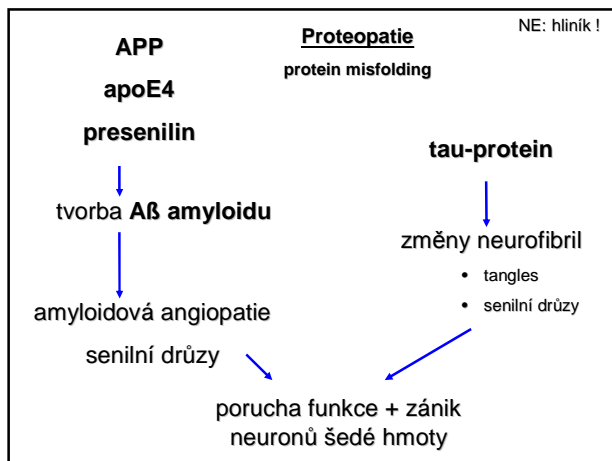 NE: hliník !
Proteopatie
protein misfolding
APP
apoE4
presenilin
tvorba Aß amyloidu
amyloidová angiopatie
senilní drůzy
tau-protein
změny neurofibril
• tangles
• senilní drůzy
porucha funkce + zánik
neuronů šedé hmoty